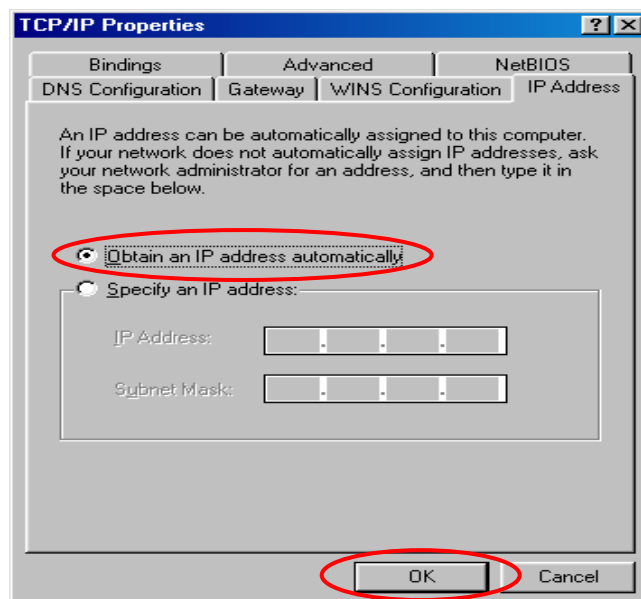 TCP/IP Properties
Bindings Advanced NetBIOS
DNS Configuration Gateway WINS Configuration IP Address
An IP address can be automatically assigned to this computer.
If your network does not automatically assign IP addresses, ask
your network administrator for an address, and then type it in
the space below.
Obtain an IP address automatically
Specify an IP address:
IP Address:
. . .
Subnet Mask:
. . .
OK Cancel